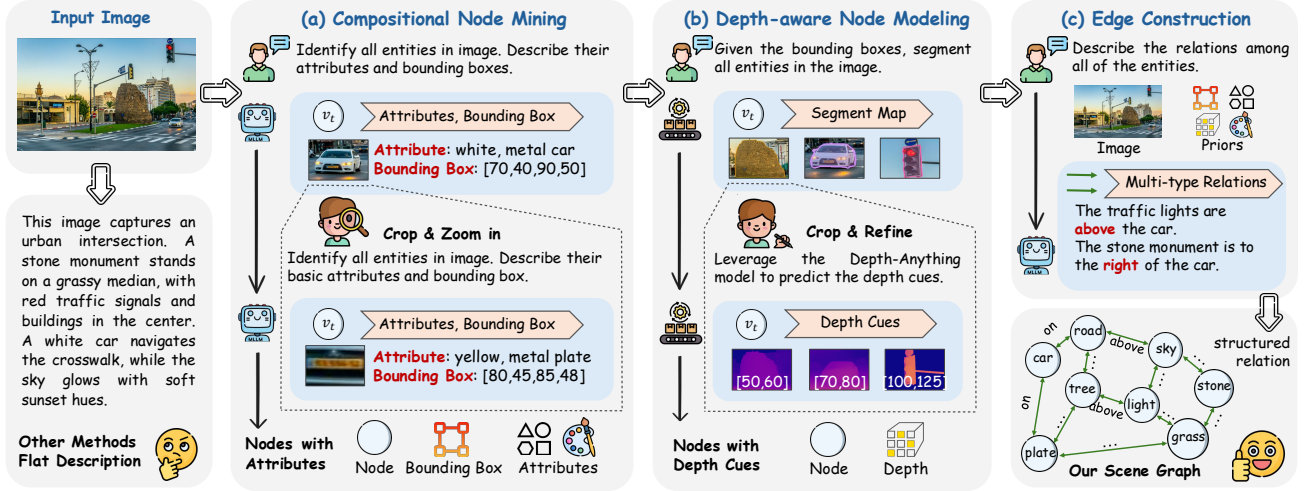 Input Image
This image captures an
urban intersection. A
stone monument stands
on a grassy median, with
red traffic signals and
buildings in the center.
A white car navigates
the crosswalk, while the
sky glows with soft
sunset hues.
Other Methods
Flat Description
(a) Compositional Node Mining
Identify all entities in image. Describe their
attributes and bounding boxes.
MLLM
v_t
Attributes, Bounding Box
Attribute: white, metal car
Bounding Box: [70,40,90,50]
Crop & Zoom in
Identify all entities in image. Describe their
basic attributes and bounding box.
MLLM
v_t
Attributes, Bounding Box
Attribute: yellow, metal plate
Bounding Box: [80,45,85,48]
Nodes with
Attributes
Node
Bounding Box
Attributes
(b) Depth-aware Node Modeling
Given the bounding boxes, segment
all entities in the image.
v_t
Segment Map
Crop & Refine
Leverage the Depth-Anything
model to predict the depth cues.
v_t
Depth Cues
[50,60]
[70,80]
[100,125]
Nodes with
Depth Cues
Node
Depth
(c) Edge Construction
Describe the relations among
all of the entities.
Image
Priors
Multi-type Relations
The traffic lights are
above the car.
The stone monument is to
the right of the car.
MLLM
structured
relation
on
road
above
sky
car
...
tree
above
light
stone
on
grass
plate
...
Our Scene Graph